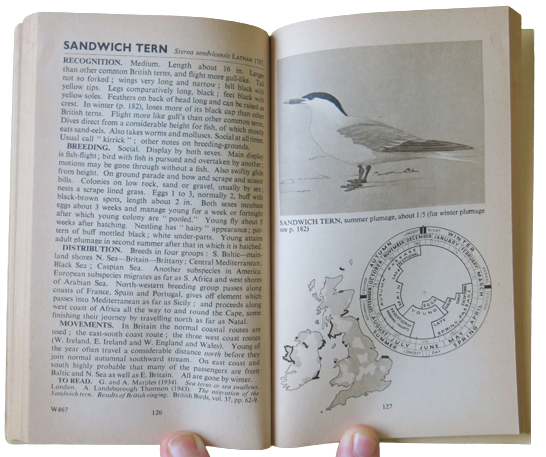 SANDWICH TERN Sterna sandvicensis LATHAM 1787
RECOGNITION. Medium. Length about 16 in. Larger
than other common British terns, and flight more gull-like. Tail
not so forked; wings very long and narrow; bill black with
yellow tips. Legs comparatively long, black; feet black with
yellow soles. Feathers on back of head long and can be raised as
crest. In winter (p. 182), loses more of its black cap than other
British terns. Flight more like gull's than other common terns.
Dives direct from a considerable height for fish, of which mostly
eats sand-eels. Also takes worms and molluscs. Social at all times.
Usual call "kirrick"; other notes on breeding-grounds.
BREEDING. Social. Display by both sexes. Main display
is fish-flight; bird with fish is pursued and overtaken by another;
motions may be gone through without a fish. Also swiftly glide
from height. On ground parade and bow and scrape and scissor
bills. Colonies on low rock, sand or gravel, usually by sea;
nests a scrape lined grass. Eggs 1 to 3, normally 2, buff with
black-brown spots, length about 2 in. Both sexes incubate
eggs about 3 weeks and manage young for a week or fortnight
after which young colony are "pooled." Young fly about 5
weeks after hatching. Nestling has "hairy" appearance; pat-
tern of buff mottled black; white under-parts. Young attains
adult plumage in second summer after that in which it is hatched.
DISTRIBUTION. Breeds in four groups: S. Baltic—main-
land shores N. Sea—Britain—Brittany; Central Mediterranean;
Black Sea; Caspian Sea. Another subspecies in America.
European subspecies migrates as far as S. Africa and west shores
of Arabian Sea. North-western breeding group passes along
coasts of France, Spain and Portugal, gives off element which
passes into Mediterranean as far as Sicily; and proceeds along
west coast of Africa all the way to and round the Cape, some
finishing their journey by travelling north as far as Natal.
MOVEMENTS. In Britain the normal coastal routes are
used; the east-coast route; the three west coast routes
(W. Ireland, E. Ireland and W. England and Wales). Young of
the year often travel a considerable distance north before they
join normal autumnal southward stream. On east coast and
south highly probable that many of the passengers are from
Baltic and N. Sea as well as E. Britain. All are gone by winter.
TO READ. G. and A. Marples (1934). Sea terns or sea swallows.
London. A. Landsborough Thomson (1943). The migration of the
Sandwich tern. Results of British ringing. British Birds, vol. 37, pp. 62-9.
W467
126
SANDWICH TERN, summer plumage, about 1/5 (for winter plumage
see p. 182)
AUTUMN
WINTER
SPRING
NOVEMBER
DECEMBER
JANUARY
FEBRUARY
MARCH
JUNE
JULY
OCTOBER
YOUNG
127